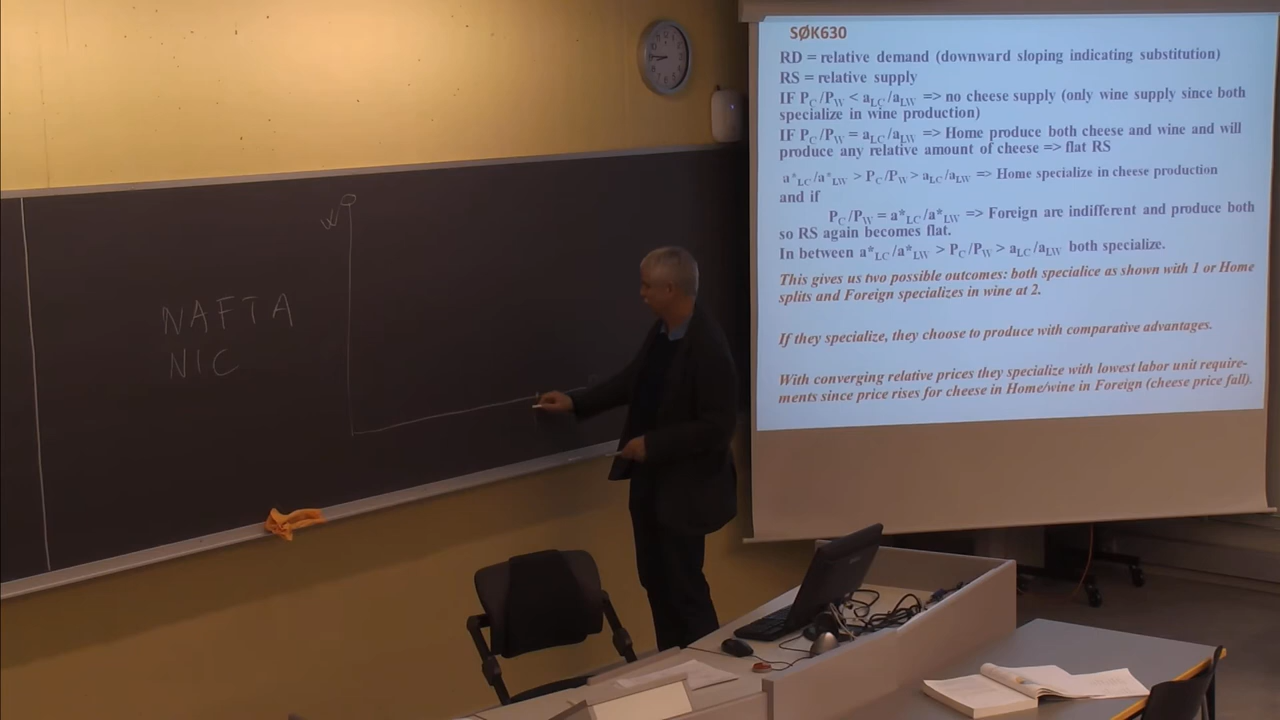 NAFTA
NIC
W
SØK630
RD = relative demand (downward sloping indicating substitution)
RS = relative supply
IF PC/PW < aLC/aLW => no cheese supply (only wine supply since both
specialize in wine production)
IF PC/PW = aLC/aLW => Home produce both cheese and wine and will
produce any relative amount of cheese => flat RS
a*LC/a*LW > PC/PW > aLC/aLW => Home specialize in cheese production
and if
PC/PW = a*LC/a*LW => Foreign are indifferent and produce both
so RS again becomes flat.
In between a*LC/a*LW > PC/PW > aLC/aLW both specialize.
This gives us two possible outcomes: both specialice as shown with 1 or Home
splits and Foreign specializes in wine at 2.
If they specialize, they choose to produce with comparative advantages.
With converging relative prices they specialize with lowest labor unit require-
ments since price rises for cheese in Home/wine in Foreign (cheese price fall).